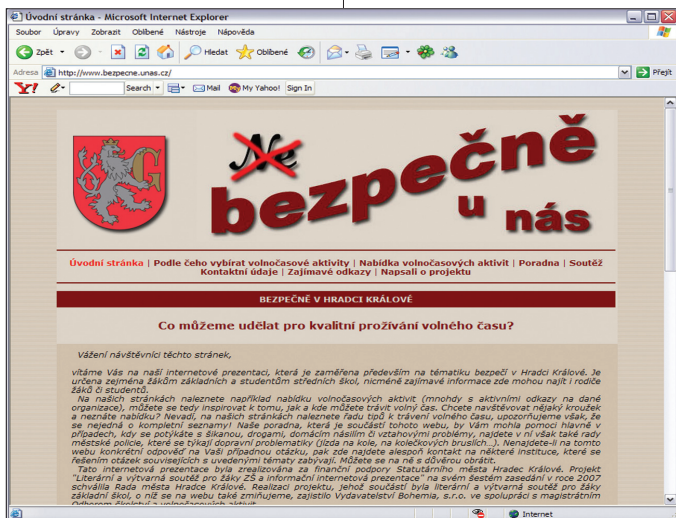 Úvodní stránka - Microsoft Internet Explorer
Soubor Úpravy Zobrazit Oblíbené Nástroje Nápověda
Zpět Hledat Oblíbené
Adresa http://www.bezpecne.unas.cz/ Přejít
Y! Search Mail My Yahoo! Sign In
G
Ne
bezpečně
u nás
Úvodní stránka | Podle čeho vybírat volnočasové aktivity | Nabídka volnočasových aktivit | Poradna | Soutěž
Kontaktní údaje | Zajímavé odkazy | Napsali o projektu
BEZPEČNĚ V HRADCI KRÁLOVÉ
Co můžeme udělat pro kvalitní prožívání volného času?
Vážení návštěvníci těchto stránek,
vítáme Vás na naší internetové prezentaci, která je zaměřena především na tématiku bezpečí v Hradci Králové. Je
určena zejména žákům základních a studentům středních škol, nicméně zajímavé informace zde mohou najít i rodiče
žáků či studentů.
Na našich stránkách naleznete například nabídku volnočasových aktivit (mnohdy s aktivními odkazy na dané
organizace), můžete se tedy inspirovat k tomu, jak a kde můžete trávit volný čas. Chcete navštěvovat nějaký kroužek
a neznáte nabídku? Nevadí, na našich stránkách naleznete řadu tipů k trávení volného času, upozorňujeme však, že
se nejedná o kompletní seznamy! Naše poradna, která je součástí tohoto webu, by Vám mohla pomoci hlavně v
případech, kdy se potýkáte s šikanou, drogami, domácím násilím či vztahovými problémy, najdete v ní však také rady
městské policie, které se týkají dopravní problematiky (jízda na kole, na kolečkových bruslích..). Nenajdete-li na tomto
webu konkrétní odpověď na Vaši případnou otázku, pak zde najdete alespoň kontakt na některé instituce, které se
řešením otázek souvisejících s uvedenými tématy zabývají. Můžete se na ně s důvěrou obrátit.
Tato internetová prezentace byla zrealizována za finanční podpory Statutárního města Hradec Králové. Projekt
"Literární a výtvarná soutěž pro žáky ZŠ a informační internetová prezentace" na svém šestém zasedání v roce 2007
schválila Rada města Hradce Králové. Realizaci projektu, jehož součástí byla literární a výtvarná soutěž pro žáky
základní škol, o níž se na webu také zmiňujeme, zajistilo Vydavatelství Bohemia, s.r.o. ve spolupráci s magistrátním
Odborem školství a volnočasových aktivit.
Internet